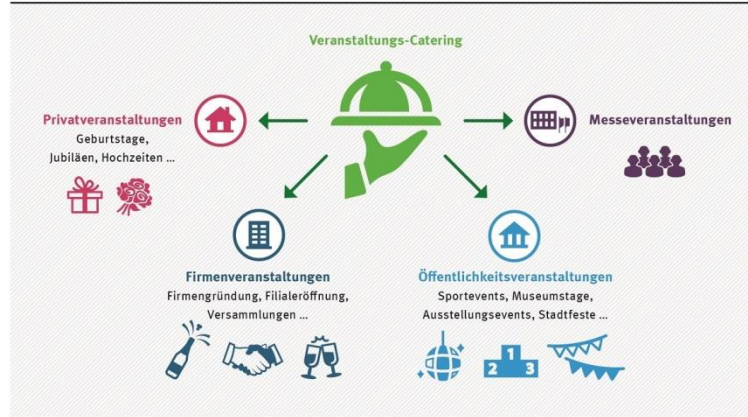 Veranstaltungs-Catering
Privatveranstaltungen
Geburtstage,
Jubiläen, Hochzeiten ...
Messeveranstaltungen
Firmenveranstaltungen
Firmengründung, Filialeröffnung,
Versammlungen ...
Öffentlichkeitsveranstaltungen
Sportevents, Museumstage,
Ausstellungsevents, Stadtfeste ...
1
2 3